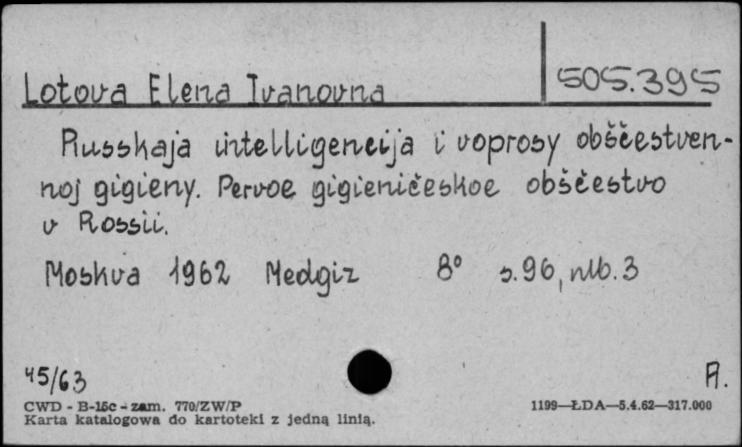 Lotova Elena Ivanovna
505.395
Russkaja intelligencija i voprosy obščestven-
noj gigieny. Pervoe gigieničeskoe obščestvo
v Rossii.
Moskva 1962 Medgiz 8° s. 96, nlb. 3
45/63
A.
CWD - B-15c - zam. 770/ZW/P
1199—ŁDA—5.4.62—317.000
Karta katalogowa do kartoteki z jedną linią.